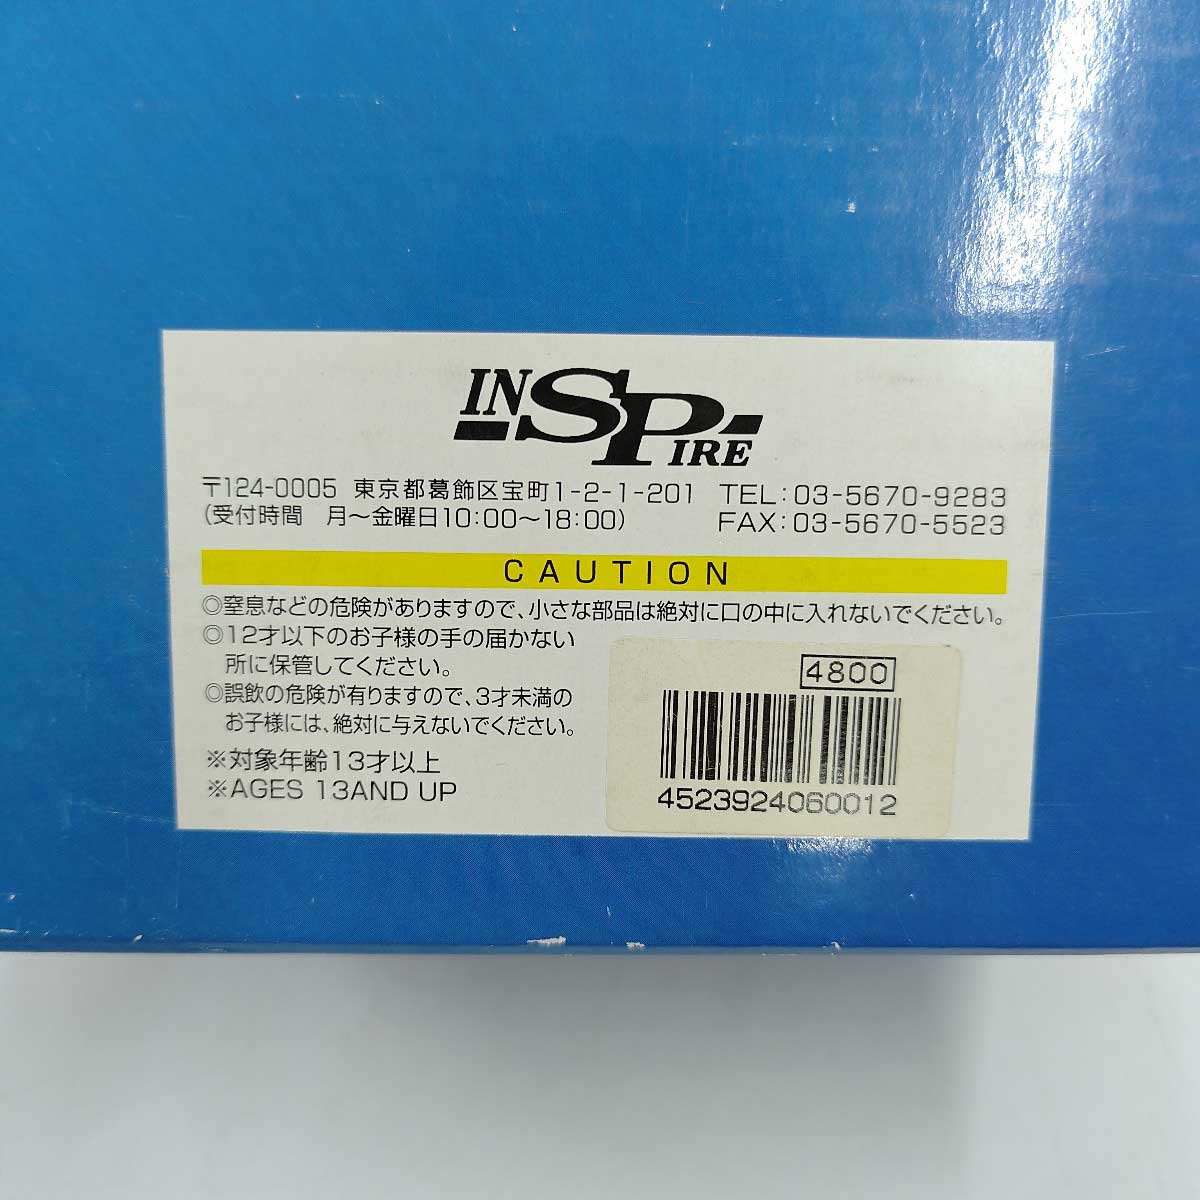 INSPIRE
〒124-0005 東京都葛飾区宝町1-2-1-201 TEL:03-5670-9283
(受付時間 月～金曜日10:00～18:00) FAX:03-5670-5523
CAUTION
◎窒息などの危険がありますので、小さな部品は絶対に口の中に入れないでください。
◎12才以下のお子様の手の届かない
所に保管してください。
◎誤飲の危険が有りますので、3才未満の
お子様には、絶対に与えないでください。
※対象年齢13才以上
※AGES 13AND UP
4800
4523924060012